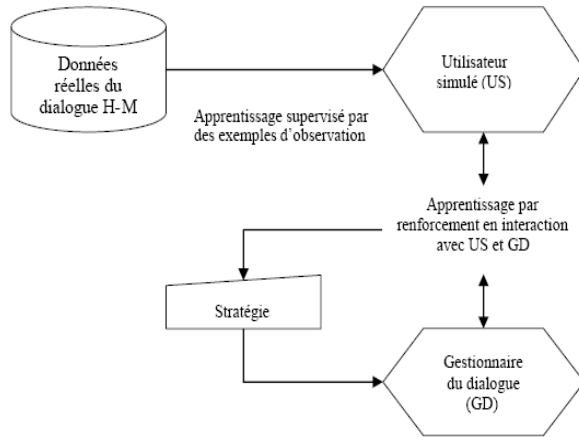 Données
réelles du
dialogue H-M
Utilisateur
simulé (US)
Apprentissage supervisé par
des exemples d'observation
Apprentissage par
renforcement en interaction
avec US et GD
Stratégie
Gestionnaire
du dialogue
(GD)